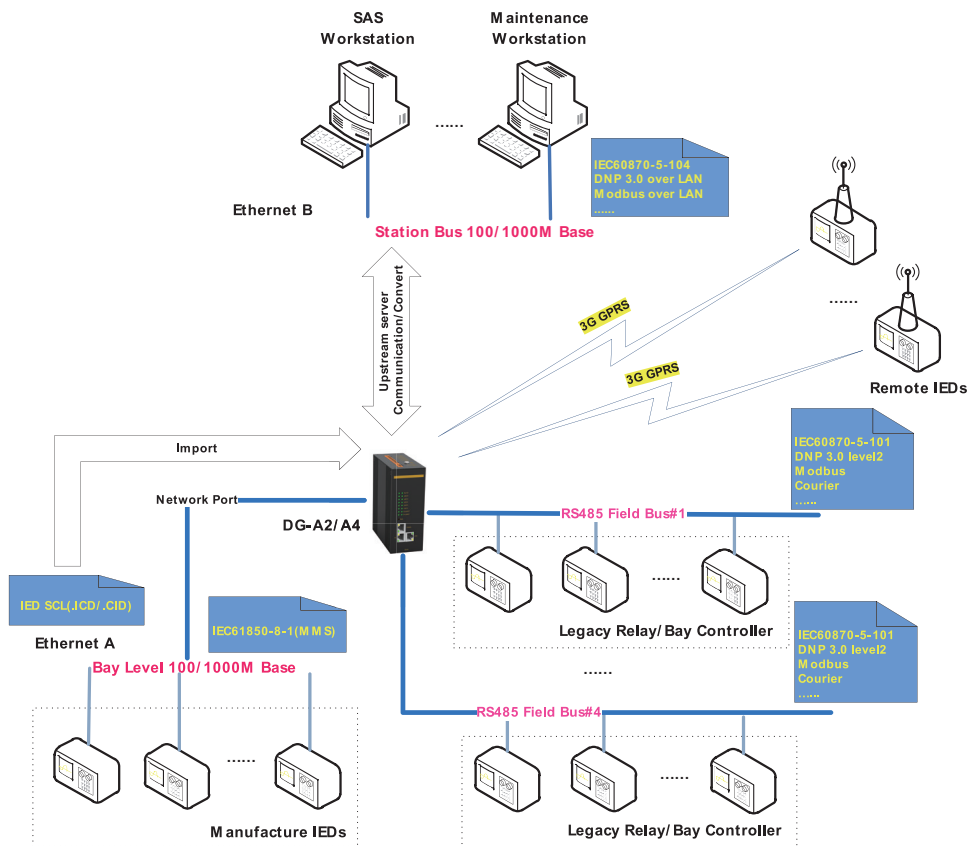 SAS
Workstation
Maintenance
Workstation
......
IEC60870-5-104
DNP 3.0 over LAN
Modbus over LAN
......
Ethernet B
Station Bus 100/1000M Base
Upstream server
Communication/Convert
3G GPRS
3G GPRS
......
Remote IEDs
Import
Network Port
DG-A2/A4
IEC60870-5-101
DNP 3.0 level2
Modbus
Courier
......
RS485 Field Bus#1
......
Legacy Relay/Bay Controller
IED SCL(.ICD/.CID)
Ethernet A
IEC61850-8-1(MMS)
Bay Level 100/1000M Base
......
Manufacture IEDs
......
IEC60870-5-101
DNP 3.0 level2
Modbus
Courier
......
RS485 Field Bus#4
......
Legacy Relay/Bay Controller